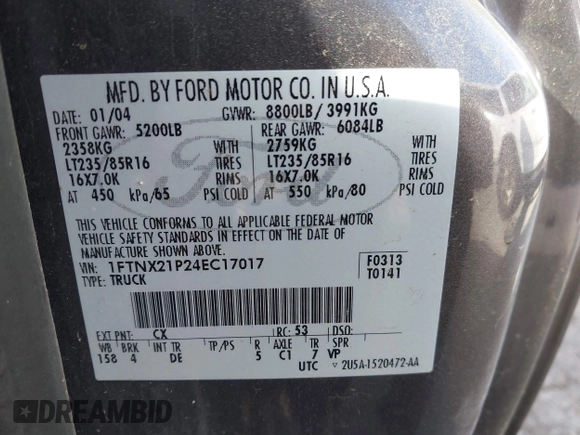 MFD. BY FORD MOTOR CO. IN U.S.A.
DATE: 01/04 GVWR: 8800LB/ 3991KG
FRONT GAWR: 5200LB REAR GAWR: 6084LB
2358KG WITH 2759KG WITH
LT235/85R16 TIRES LT235/85R16 TIRES
16X7.0K RIMS 16X7.0K RIMS
AT 450 kPa/65 PSI COLD AT 550 kPa/80 PSI COLD
Ford
THIS VEHICLE CONFORMS TO ALL APPLICABLE FEDERAL MOTOR
VEHICLE SAFETY STANDARDS IN EFFECT ON THE DATE OF
MANUFACTURE SHOWN ABOVE.
VIN: 1FTNX21P24EC17017 F0313
TYPE: TRUCK T0141
EXT PNT: CX RC: 53 DSO:
WB BRK INT TR TP/PS R AXLE TR SPR
158 4 DE 5 C1 7 VP
UTC ▽ 2U5A-1520472-AA
DREAMBID